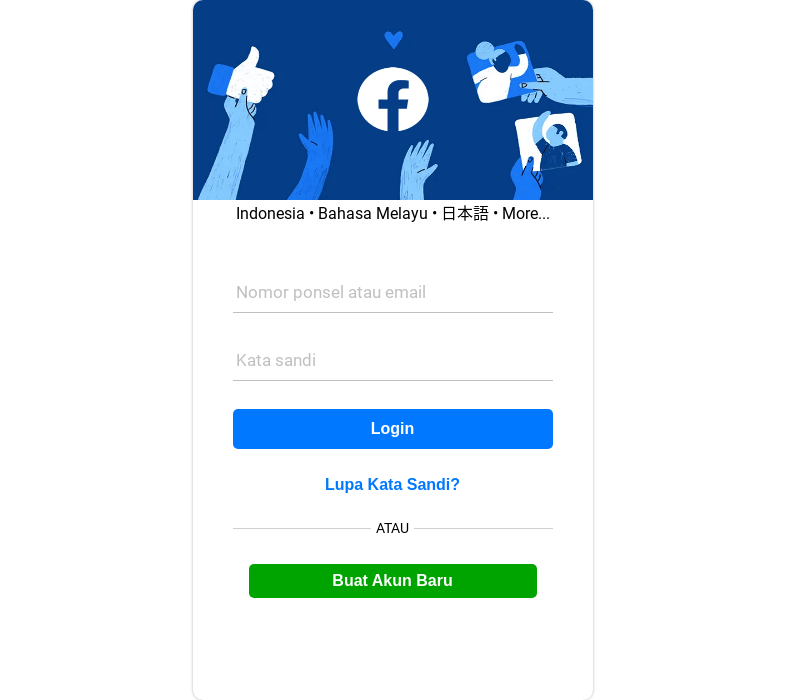 Indonesia • Bahasa Melayu • 日本語 • More...
Nomor ponsel atau email
Kata sandi
Login
Lupa Kata Sandi?
ATAU
Buat Akun Baru